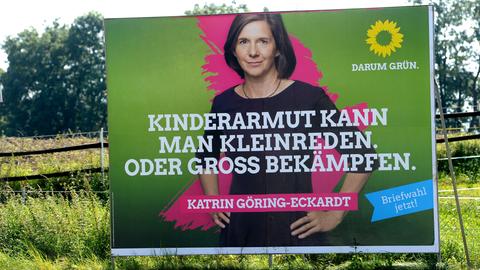 DARUM GRÜN.
KINDERARMUT KANN
MAN KLEINREDEN.
ODER GROSS BEKÄMPFEN.
KATRIN GÖRING-ECKARDT
Briefwahl
jetzt!